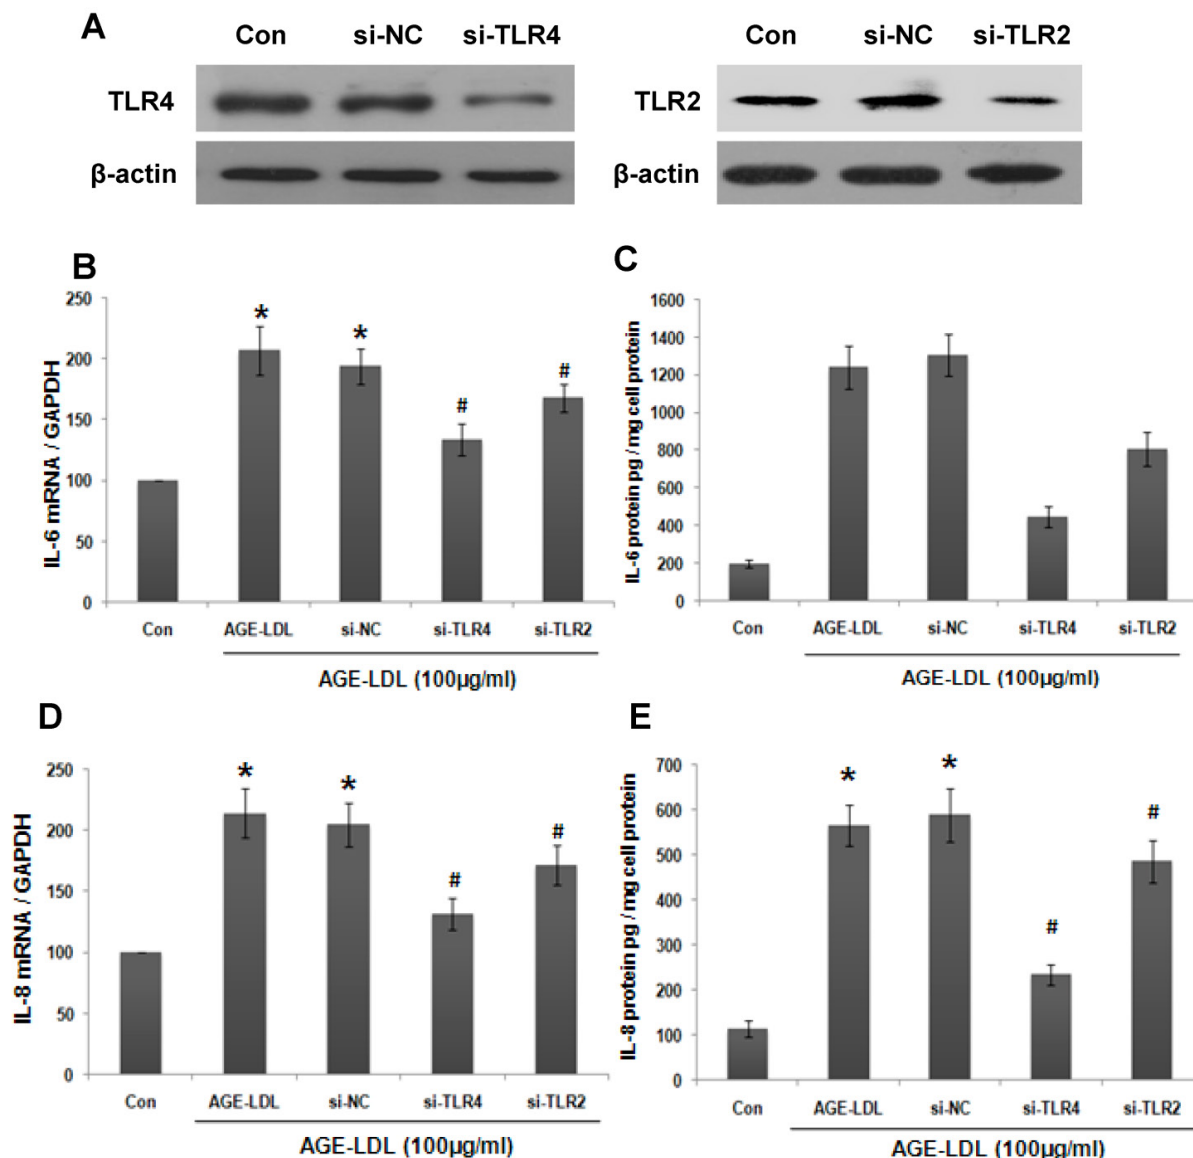 A
Con si-NC si-TLR4
TLR4
β-actin
Con si-NC si-TLR2
TLR2
β-actin
B
IL-6 mRNA / GAPDH
250
200
150
100
50
0
*
*
#
#
Con AGE-LDL si-NC si-TLR4 si-TLR2
AGE-LDL (100μg/ml)
C
IL-6 protein pg / mg cell protein
1600
1400
1200
1000
800
600
400
200
0
Con AGE-LDL si-NC si-TLR4 si-TLR2
AGE-LDL (100μg/ml)
D
IL-8 mRNA / GAPDH
250
200
150
100
50
0
*
*
#
#
Con AGE-LDL si-NC si-TLR4 si-TLR2
AGE-LDL (100μg/ml)
E
IL-8 protein pg / mg cell protein
700
600
500
400
300
200
100
0
*
*
#
#
Con AGE-LDL si-NC si-TLR4 si-TLR2
AGE-LDL (100μg/ml)